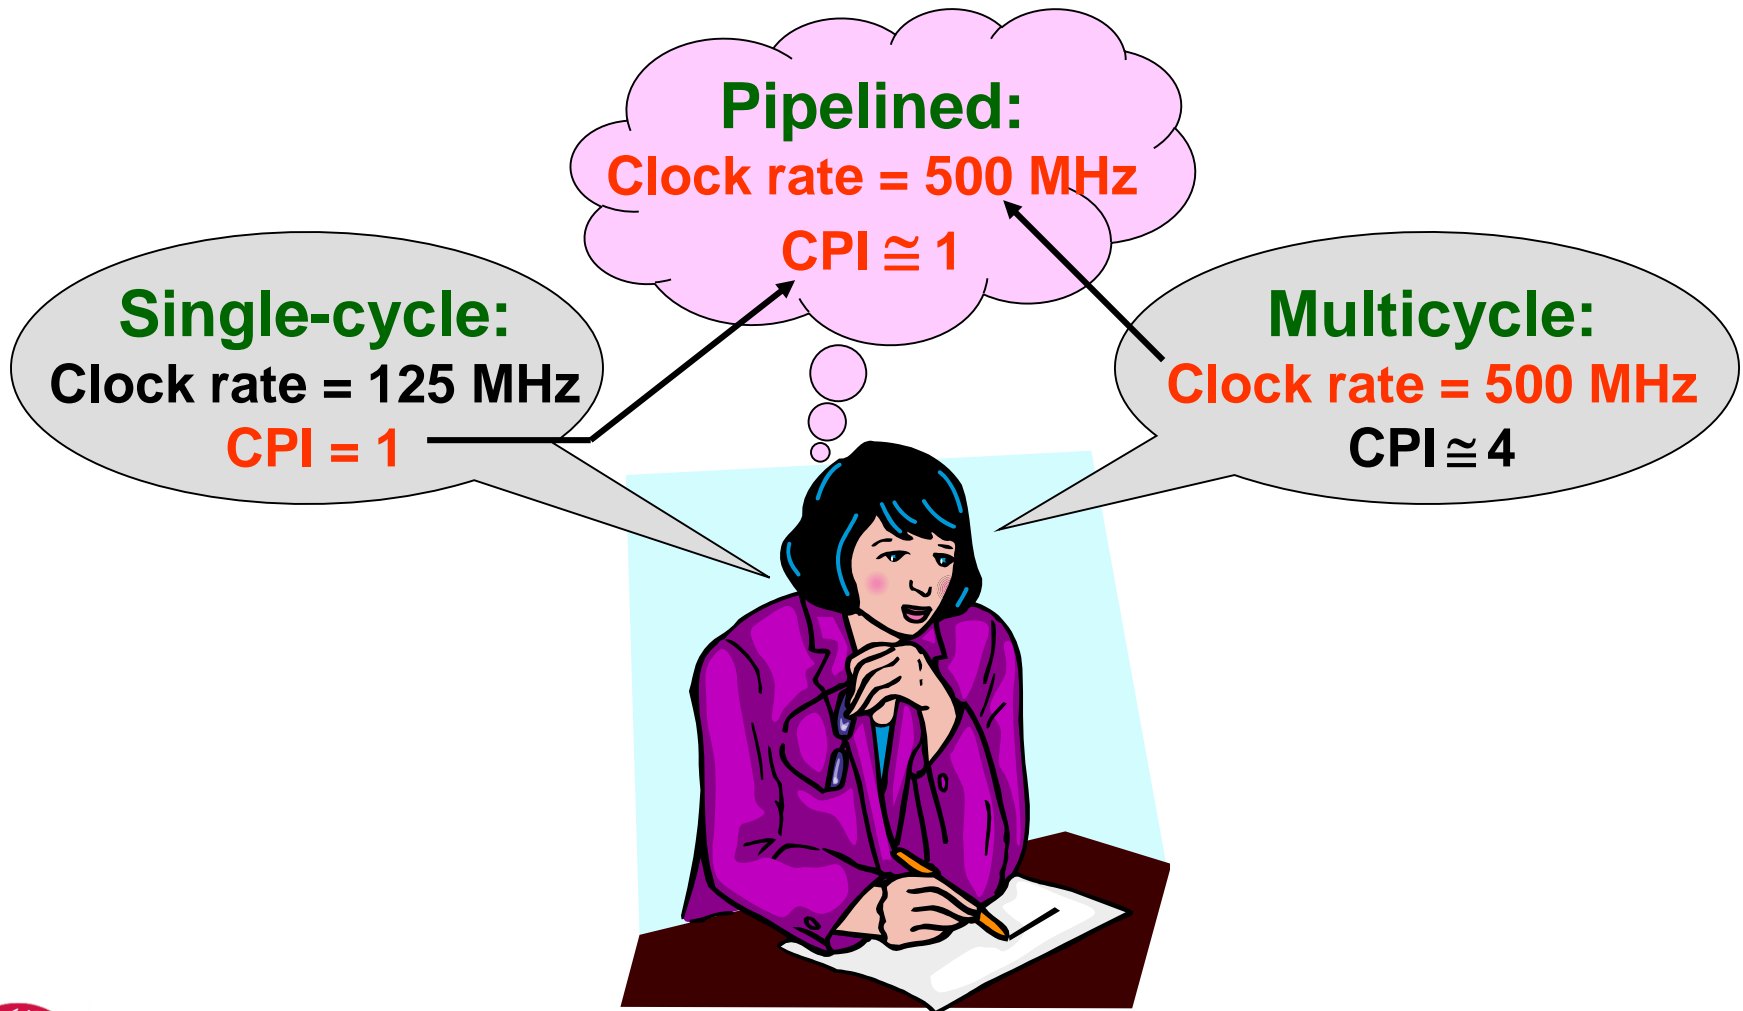 Pipelined:
Clock rate = 500 MHz
CPI ≅ 1
Single-cycle:
Clock rate = 125 MHz
CPI = 1
Multicycle:
Clock rate = 500 MHz
CPI ≅ 4